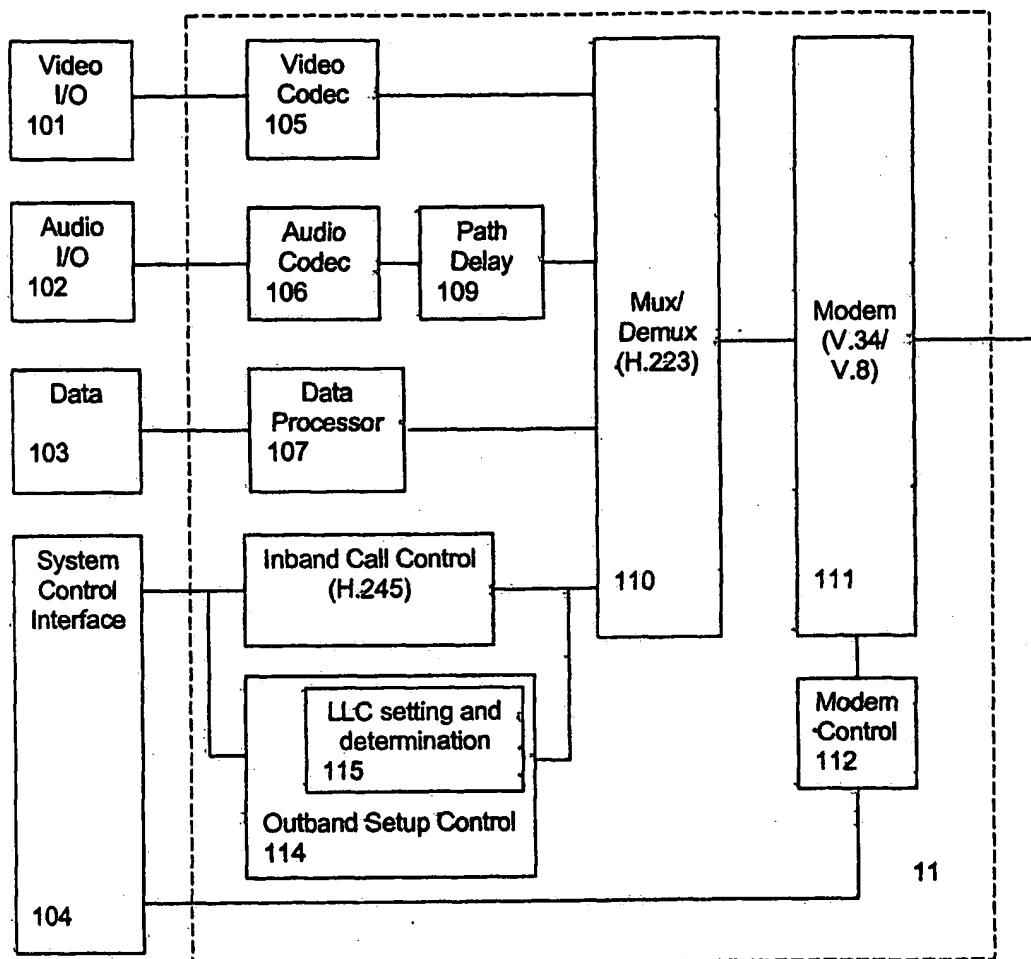 Video
I/O
101
Video
Codec
105
Audio
I/O
102
Audio
Codec
106
Path
Delay
109
Data
103
Data
Processor
107
System
Control
Interface
104
Inband Call Control
(H.245)
LLC setting and
determination
115
Outband Setup Control
114
Mux/
Demux
(H.223)
110
Modem
(V.34/
V.8)
111
Modem
Control
112
11